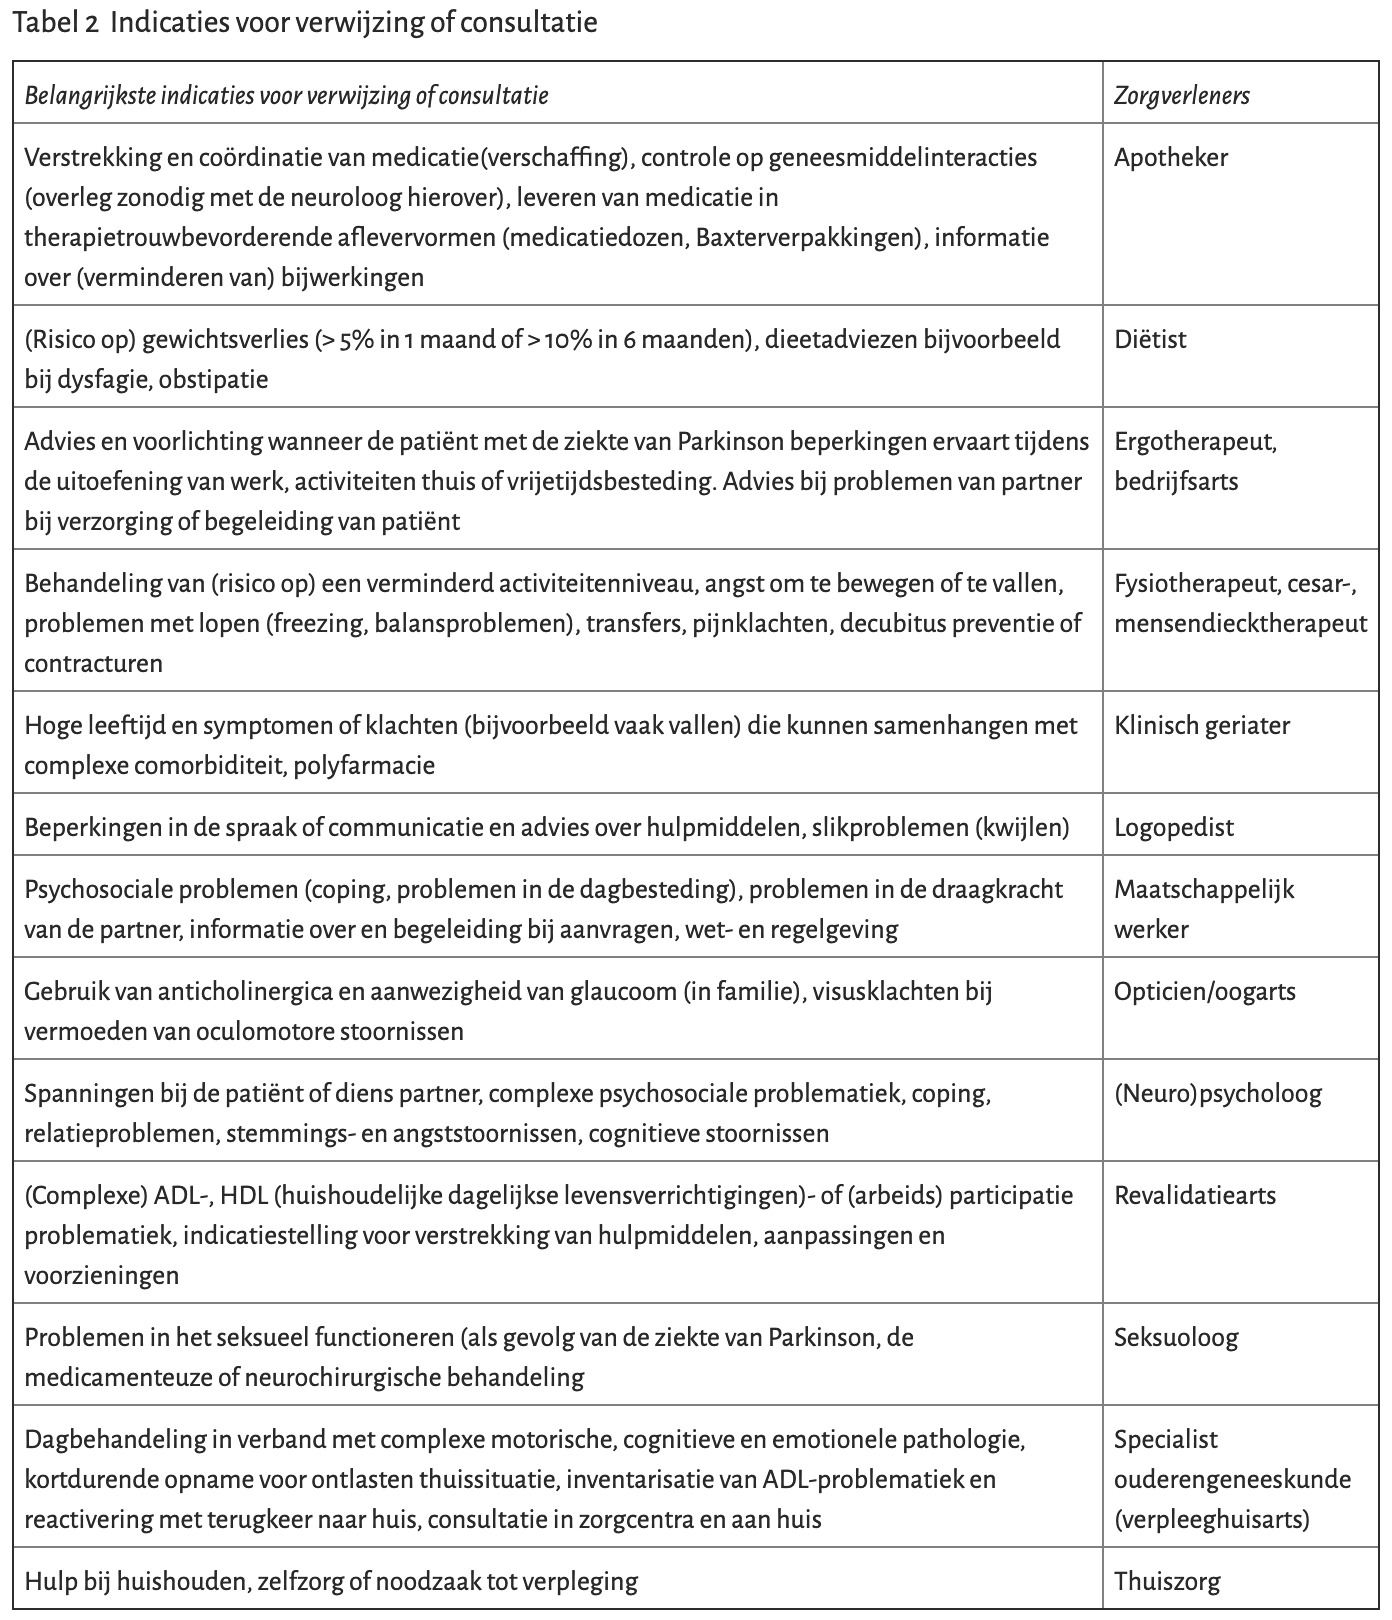 Tabel 2 Indicaties voor verwijzing of consultatie
Belangrijkste indicaties voor verwijzing of consultatie
Zorgverleners
Verstrekking en coördinatie van medicatie(verschaffing), controle op geneesmiddelinteracties
(overleg zonodig met de neuroloog hierover), leveren van medicatie in
therapietrouwbevorderende aflevervormen (medicatiedozen, Baxterverpakkingen), informatie
over (verminderen van) bijwerkingen
Apotheker
(Risico op) gewichtsverlies (> 5% in 1 maand of > 10% in 6 maanden), dieetadviezen bijvoorbeeld
bij dysfagie, obstipatie
Diëtist
Advies en voorlichting wanneer de patiënt met de ziekte van Parkinson beperkingen ervaart tijdens
de uitoefening van werk, activiteiten thuis of vrijetijdsbesteding. Advies bij problemen van partner
bij verzorging of begeleiding van patiënt
Ergotherapeut,
bedrijfsarts
Behandeling van (risico op) een verminderd activiteitenniveau, angst om te bewegen of te vallen,
problemen met lopen (freezing, balansproblemen), transfers, pijnklachten, decubitus preventie of
contracturen
Fysiotherapeut, cesar-,
mensendiecktherapeut
Hoge leeftijd en symptomen of klachten (bijvoorbeeld vaak vallen) die kunnen samenhangen met
complexe comorbiditeit, polyfarmacie
Klinisch geriater
Beperkingen in de spraak of communicatie en advies over hulpmiddelen, slikproblemen (kwijlen)
Logopedist
Psychosociale problemen (coping, problemen in de dagbesteding), problemen in de draagkracht
van de partner, informatie over en begeleiding bij aanvragen, wet- en regelgeving
Maatschappelijk
werker
Gebruik van anticholinergica en aanwezigheid van glaucoom (in familie), visusklachten bij
vermoeden van oculomotore stoornissen
Opticien/oogarts
Spanningen bij de patiënt of diens partner, complexe psychosociale problematiek, coping,
relatieproblemen, stemmings- en angststoornissen, cognitieve stoornissen
(Neuro)psycholoog
(Complexe) ADL-, HDL (huishoudelijke dagelijkse levensverrichtigingen)- of (arbeids) participatie
problematiek, indicatiestelling voor verstrekking van hulpmiddelen, aanpassingen en
voorzieningen
Revalidatiearts
Problemen in het seksueel functioneren (als gevolg van de ziekte van Parkinson, de
medicamenteuze of neurochirurgische behandeling
Seksuoloog
Dagbehandeling in verband met complexe motorische, cognitieve en emotionele pathologie,
kortdurende opname voor ontlasten thuissituatie, inventarisatie van ADL-problematiek en
reactivering met terugkeer naar huis, consultatie in zorgcentra en aan huis
Specialist
ouderengeneeskunde
(verpleeghuisarts)
Hulp bij huishouden, zelfzorg of noodzaak tot verpleging
Thuiszorg